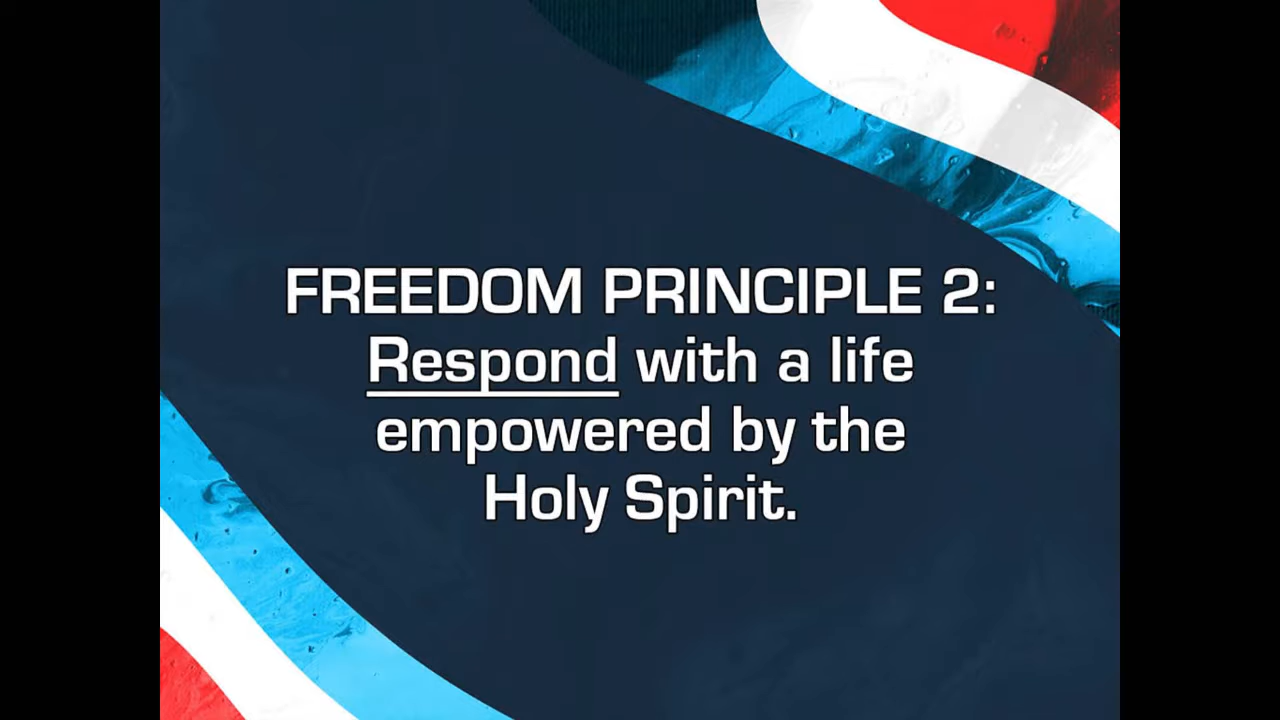 FREEDOM PRINCIPLE 2:
Respond with a life
empowered by the
Holy Spirit.